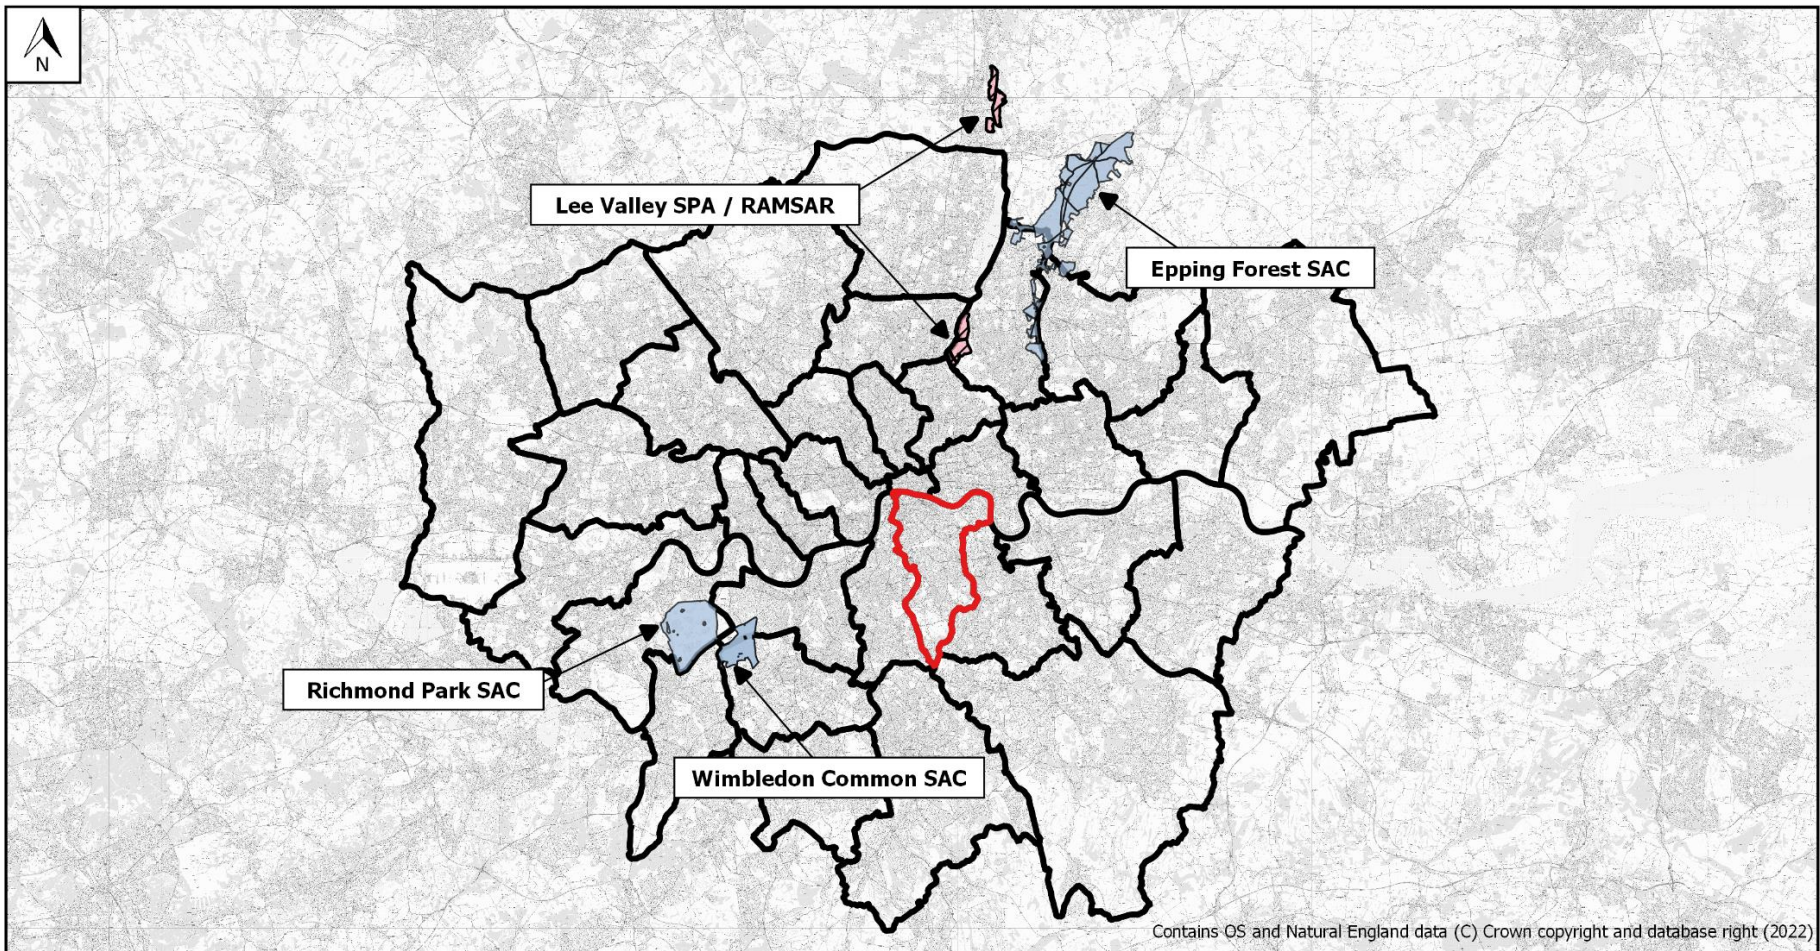 N
Lee Valley SPA / RAMSAR
Epping Forest SAC
Richmond Park SAC
Wimbledon Common SAC
Contains OS and Natural England data (C) Crown copyright and database right (2022)